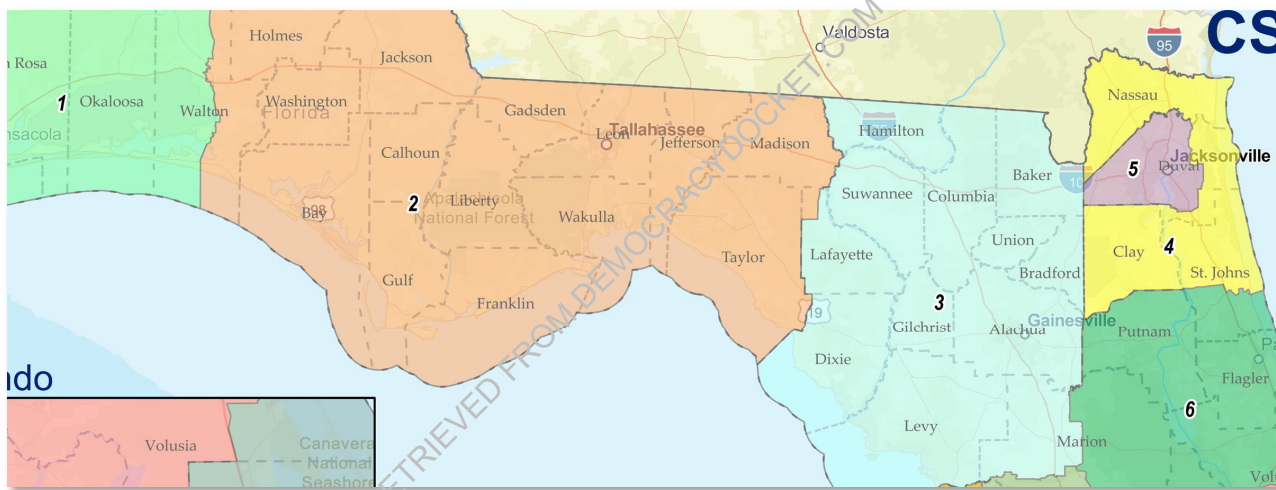 CS
Valdosta
95
Holmes
Jackson
n Rosa
Nassau
1
Okaloosa
Walton
Washington
Florida
Gadsden
nsacola
Leon
Tallahassee
Jefferson
Madison
Hamilton
Calhoun
5
Duval
Jacksonville
Baker
10
2
Liberty
Apalachicola
National Forest
Suwannee
Columbia
98
Bay
Wakulla
Union
Clay
4
Taylor
Lafayette
Bradford
St. Johns
Gulf
Franklin
3
19
Gilchrist
Alachua
Gainesville
Putnam
Dixie
Flagler
ado
6
Levy
Marion
Volusia
Canavera
National
Seashore
Volu
RETRIEVED FROM DEMOCRACYDOCKET.COM